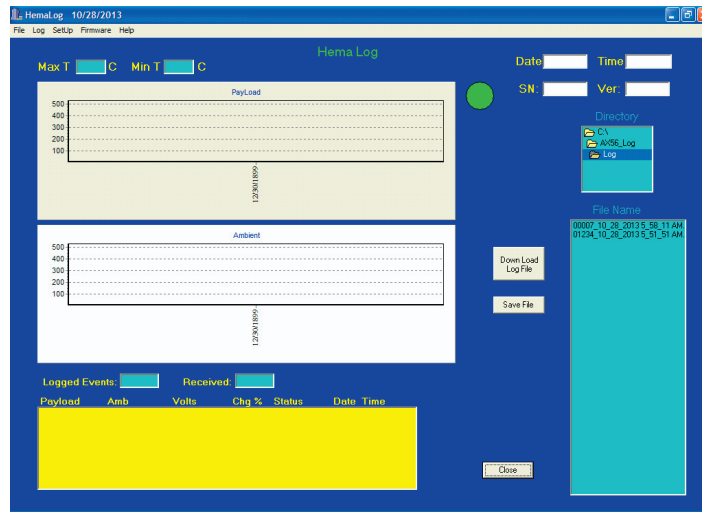 HemaLog 10/28/2013
File Log SetUp Firmware Help
Hema Log
Max T C Min T C
Date Time
SN: Ver:
PayLoad
500
400
300
200
100
12/30/1899
Directory
C:\
AX56_Log
Log
File Name
00007_10_28_2013 5_58_11 AM
01234_10_28_2013 5_51_51 AM
Ambient
500
400
300
200
100
12/30/1899
Down Load
Log File
Save File
Logged Events: Received:
Payload Amb Volts Chg % Status Date Time
Close